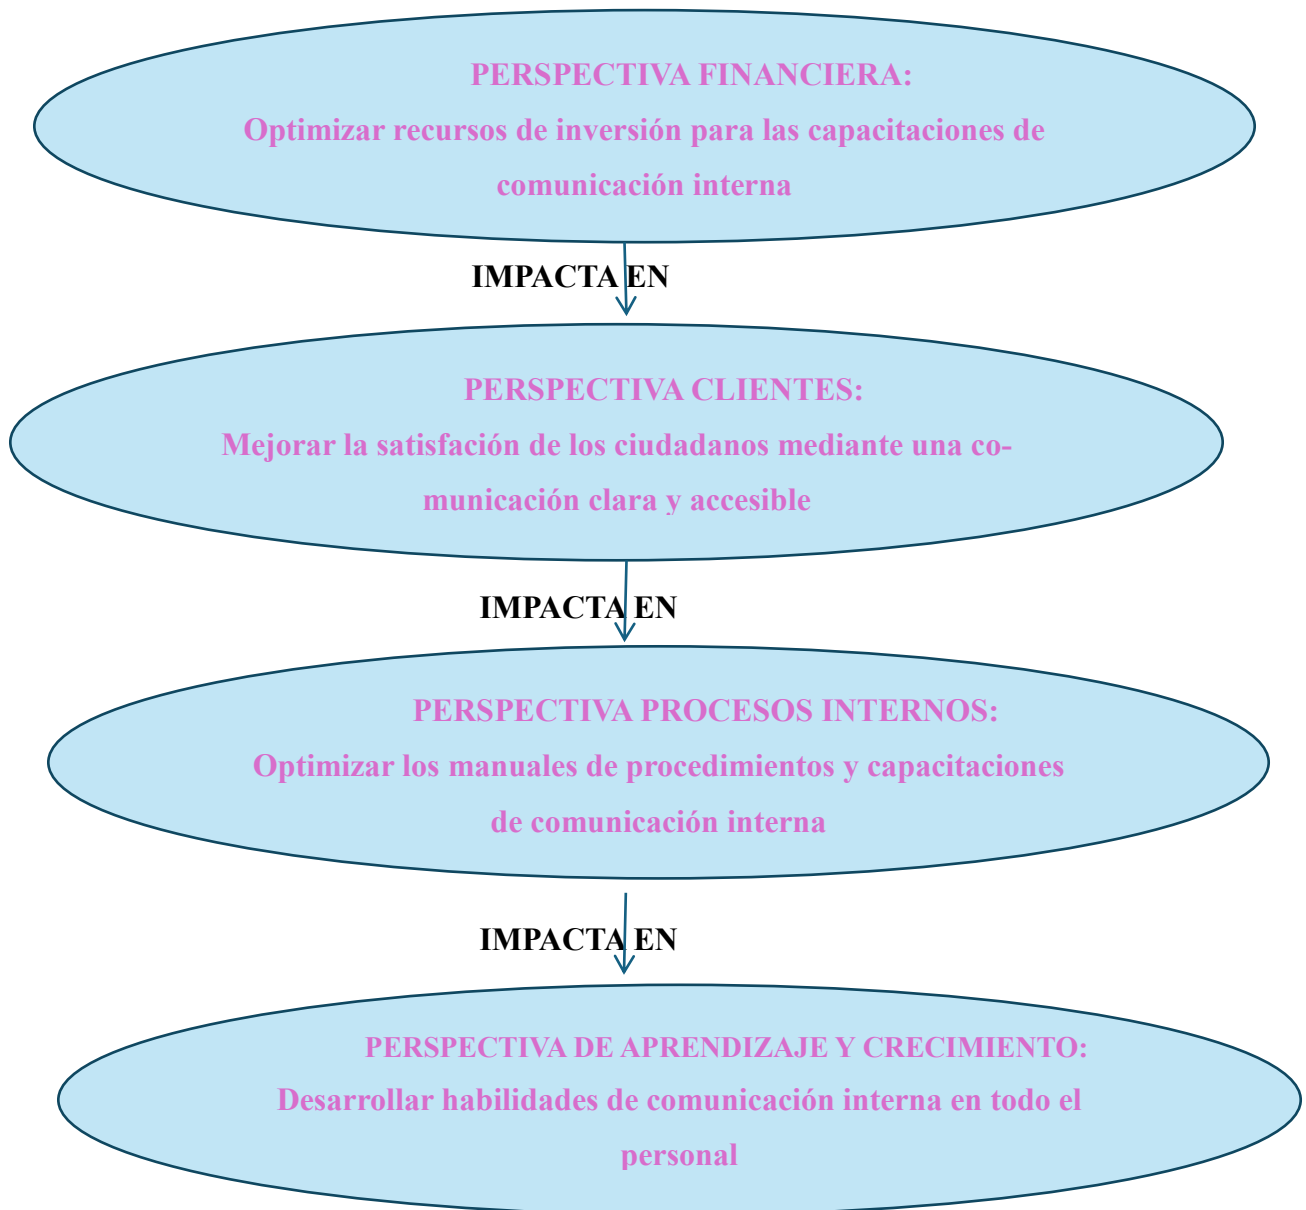 PERSPECTIVA FINANCIERA:
Optimizar recursos de inversión para las capacitaciones de
comunicación interna
IMPACTA EN
PERSPECTIVA CLIENTES:
Mejorar la satisfación de los ciudadanos mediante una co-
municación clara y accesible
IMPACTA EN
PERSPECTIVA PROCESOS INTERNOS:
Optimizar los manuales de procedimientos y capacitaciones
de comunicación interna
IMPACTA EN
PERSPECTIVA DE APRENDIZAJE Y CRECIMIENTO:
Desarrollar habilidades de comunicación interna en todo el
personal